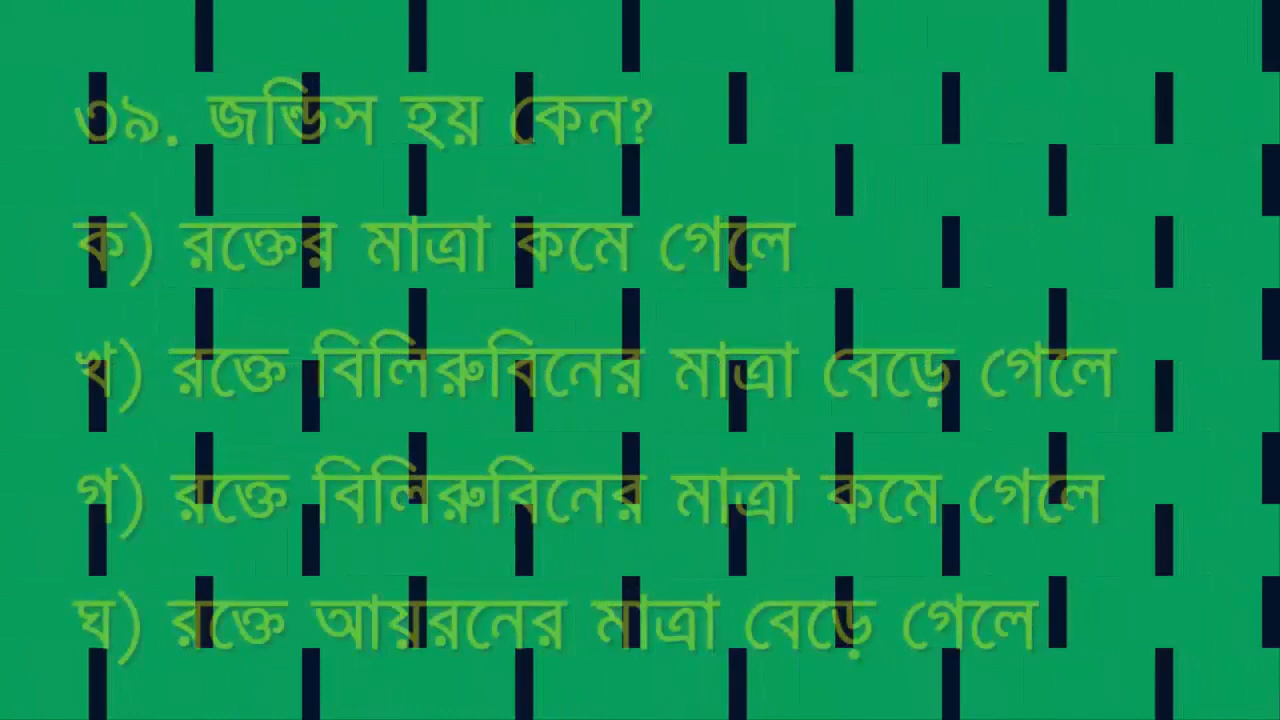 ৩৯. জন্ডিস হয় কেন?
ক) রক্তের মাত্রা কমে গেলে
খ) রক্তে বিলিরুবিনের মাত্রা বেড়ে গেলে
গ) রক্তে বিলিরুবিনের মাত্রা কমে গেলে
ঘ) রক্তে আয়রনের মাত্রা বেড়ে গেলে